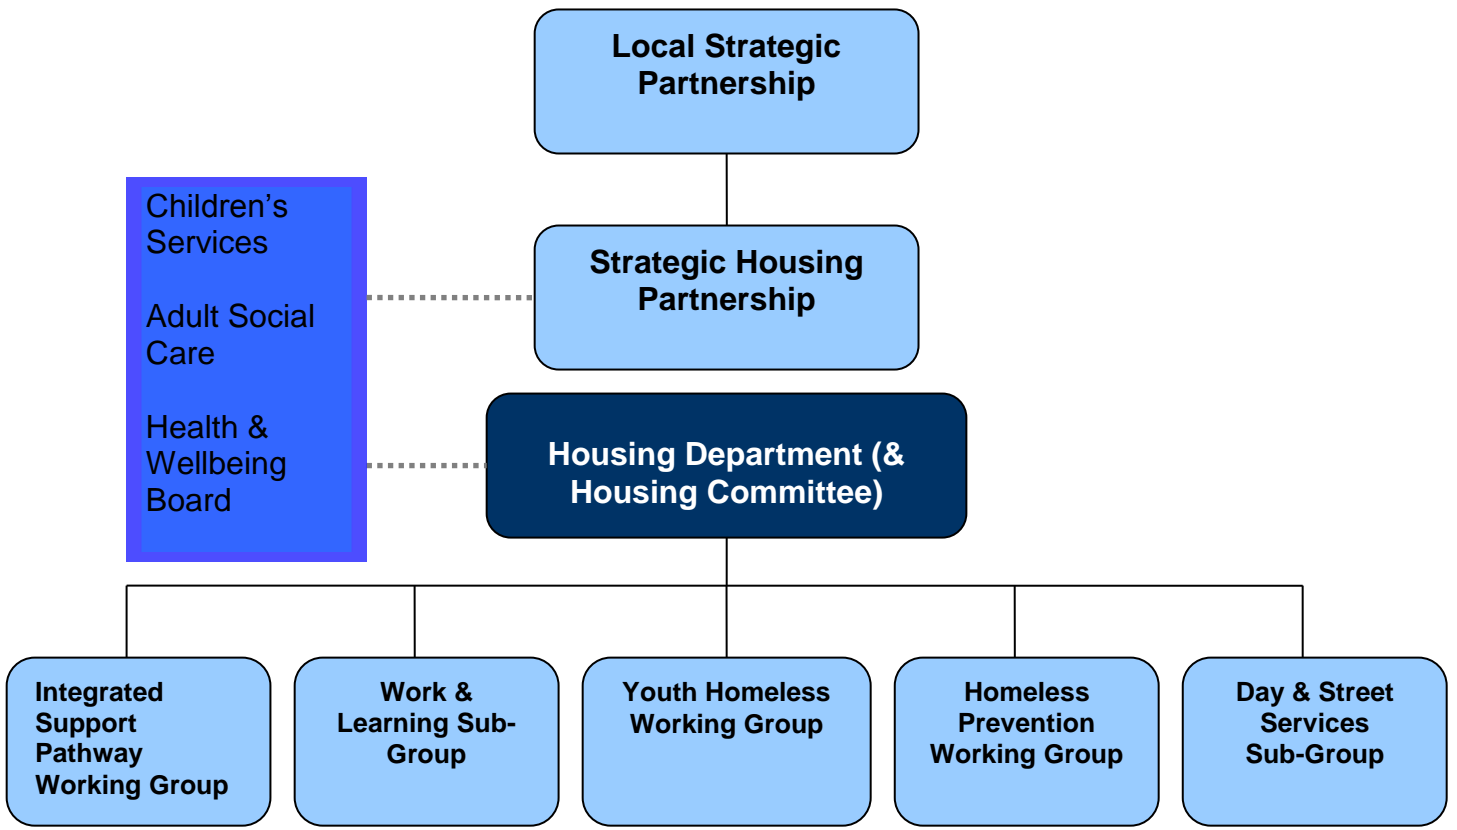 Local Strategic
Partnership
Children’s
Services
Adult Social
Care
Health &
Wellbeing
Board
Strategic Housing
Partnership
Housing Department (&
Housing Committee)
Integrated
Support
Pathway
Working Group
Work &
Learning Sub-
Group
Youth Homeless
Working Group
Homeless
Prevention
Working Group
Day & Street
Services
Sub-Group